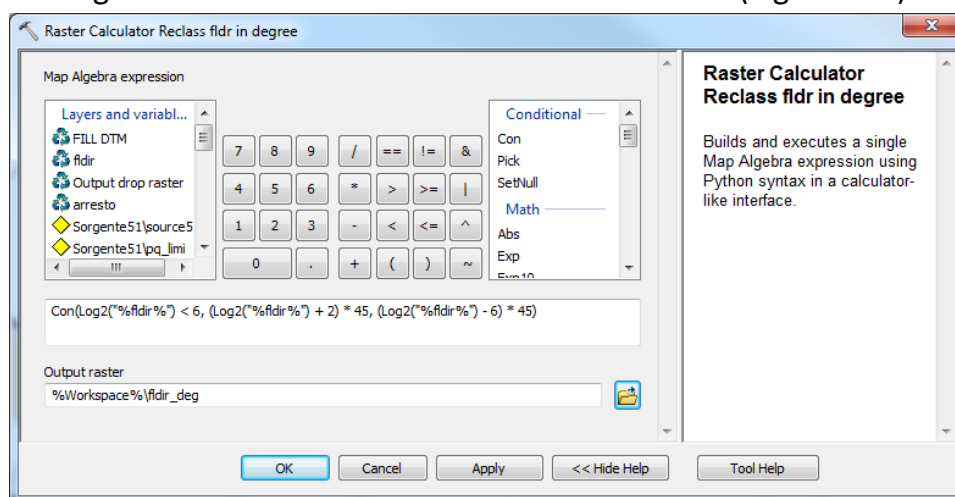 Raster Calculator Reclass fldr in degree
Map Algebra expression
Layers and variabl...
FILL DTM
fldir
Output drop raster
arresto
Sorgente51\source5
Sorgente51\pq_limi
7 8 9 / == != &
4 5 6 * > >= |
1 2 3 - < <= ^
0 . + ( ) ~
Conditional
Con
Pick
SetNull
Math
Abs
Exp
Exp10
Con(Log2("%fldir%") < 6, (Log2("%fldir%") + 2) * 45, (Log2("%fldir%") - 6) * 45)
Output raster
%Workspace%\fldir_deg
OK
Cancel
Apply
<< Hide Help
Tool Help
Raster Calculator
Reclass fldr in degree
Builds and executes a single
Map Algebra expression using
Python syntax in a calculator-
like interface.